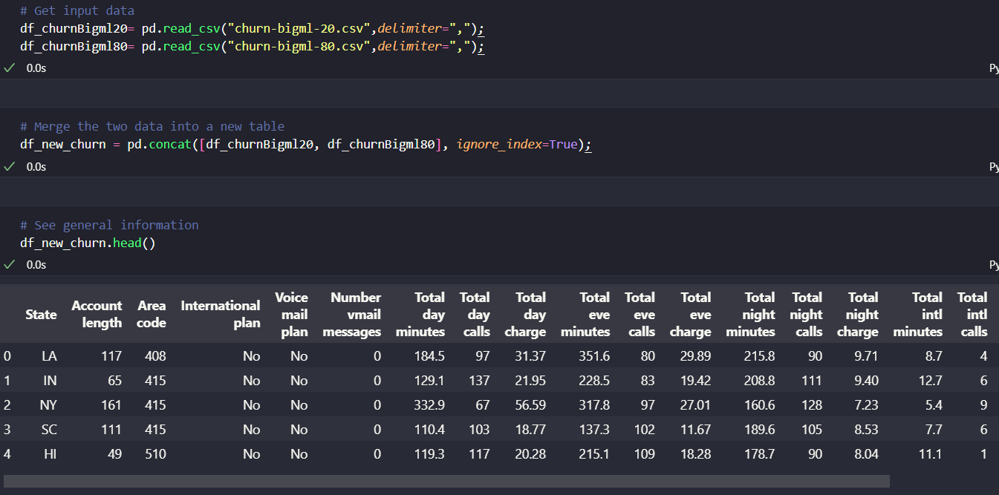 # Get input data
df_churnBigml20= pd.read_csv("churn-bigml-20.csv",delimiter=",");
df_churnBigml80= pd.read_csv("churn-bigml-80.csv",delimiter=",");
0.0s
Py
# Merge the two data into a new table
df_new_churn = pd.concat([df_churnBigml20, df_churnBigml80], ignore_index=True);
0.0s
Py
# See general information
df_new_churn.head()
0.0s
Py
State Account length Area code International plan Voice mail plan Number vmail messages Total day minutes Total day calls Total day charge Total eve minutes Total eve calls Total eve charge Total night minutes Total night calls Total night charge Total intl minutes Total intl calls
0 LA 117 408 No No 0 184.5 97 31.37 351.6 80 29.89 215.8 90 9.71 8.7 4
1 IN 65 415 No No 0 129.1 137 21.95 228.5 83 19.42 208.8 111 9.40 12.7 6
2 NY 161 415 No No 0 332.9 67 56.59 317.8 97 27.01 160.6 128 7.23 5.4 9
3 SC 111 415 No No 0 110.4 103 18.77 137.3 102 11.67 189.6 105 8.53 7.7 6
4 HI 49 510 No No 0 119.3 117 20.28 215.1 109 18.28 178.7 90 8.04 11.1 1